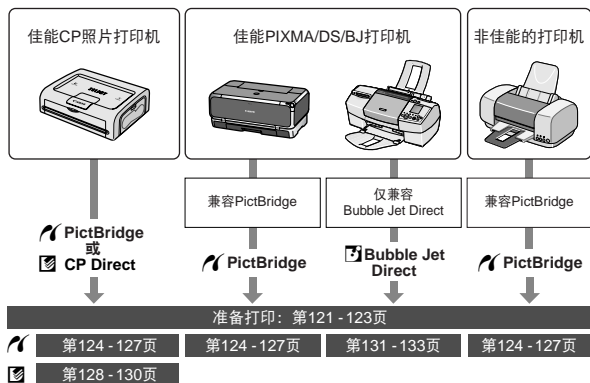 佳能CP照片打印机
佳能PIXMA/DS/BJ打印机
非佳能的打印机
兼容PictBridge
仅兼容
Bubble Jet Direct
兼容PictBridge
PictBridge
或
CP Direct
PictBridge
Bubble Jet
Direct
PictBridge
准备打印：第121 - 123页
第124 - 127页
第124 - 127页
第131 - 133页
第124 - 127页
第128 - 130页